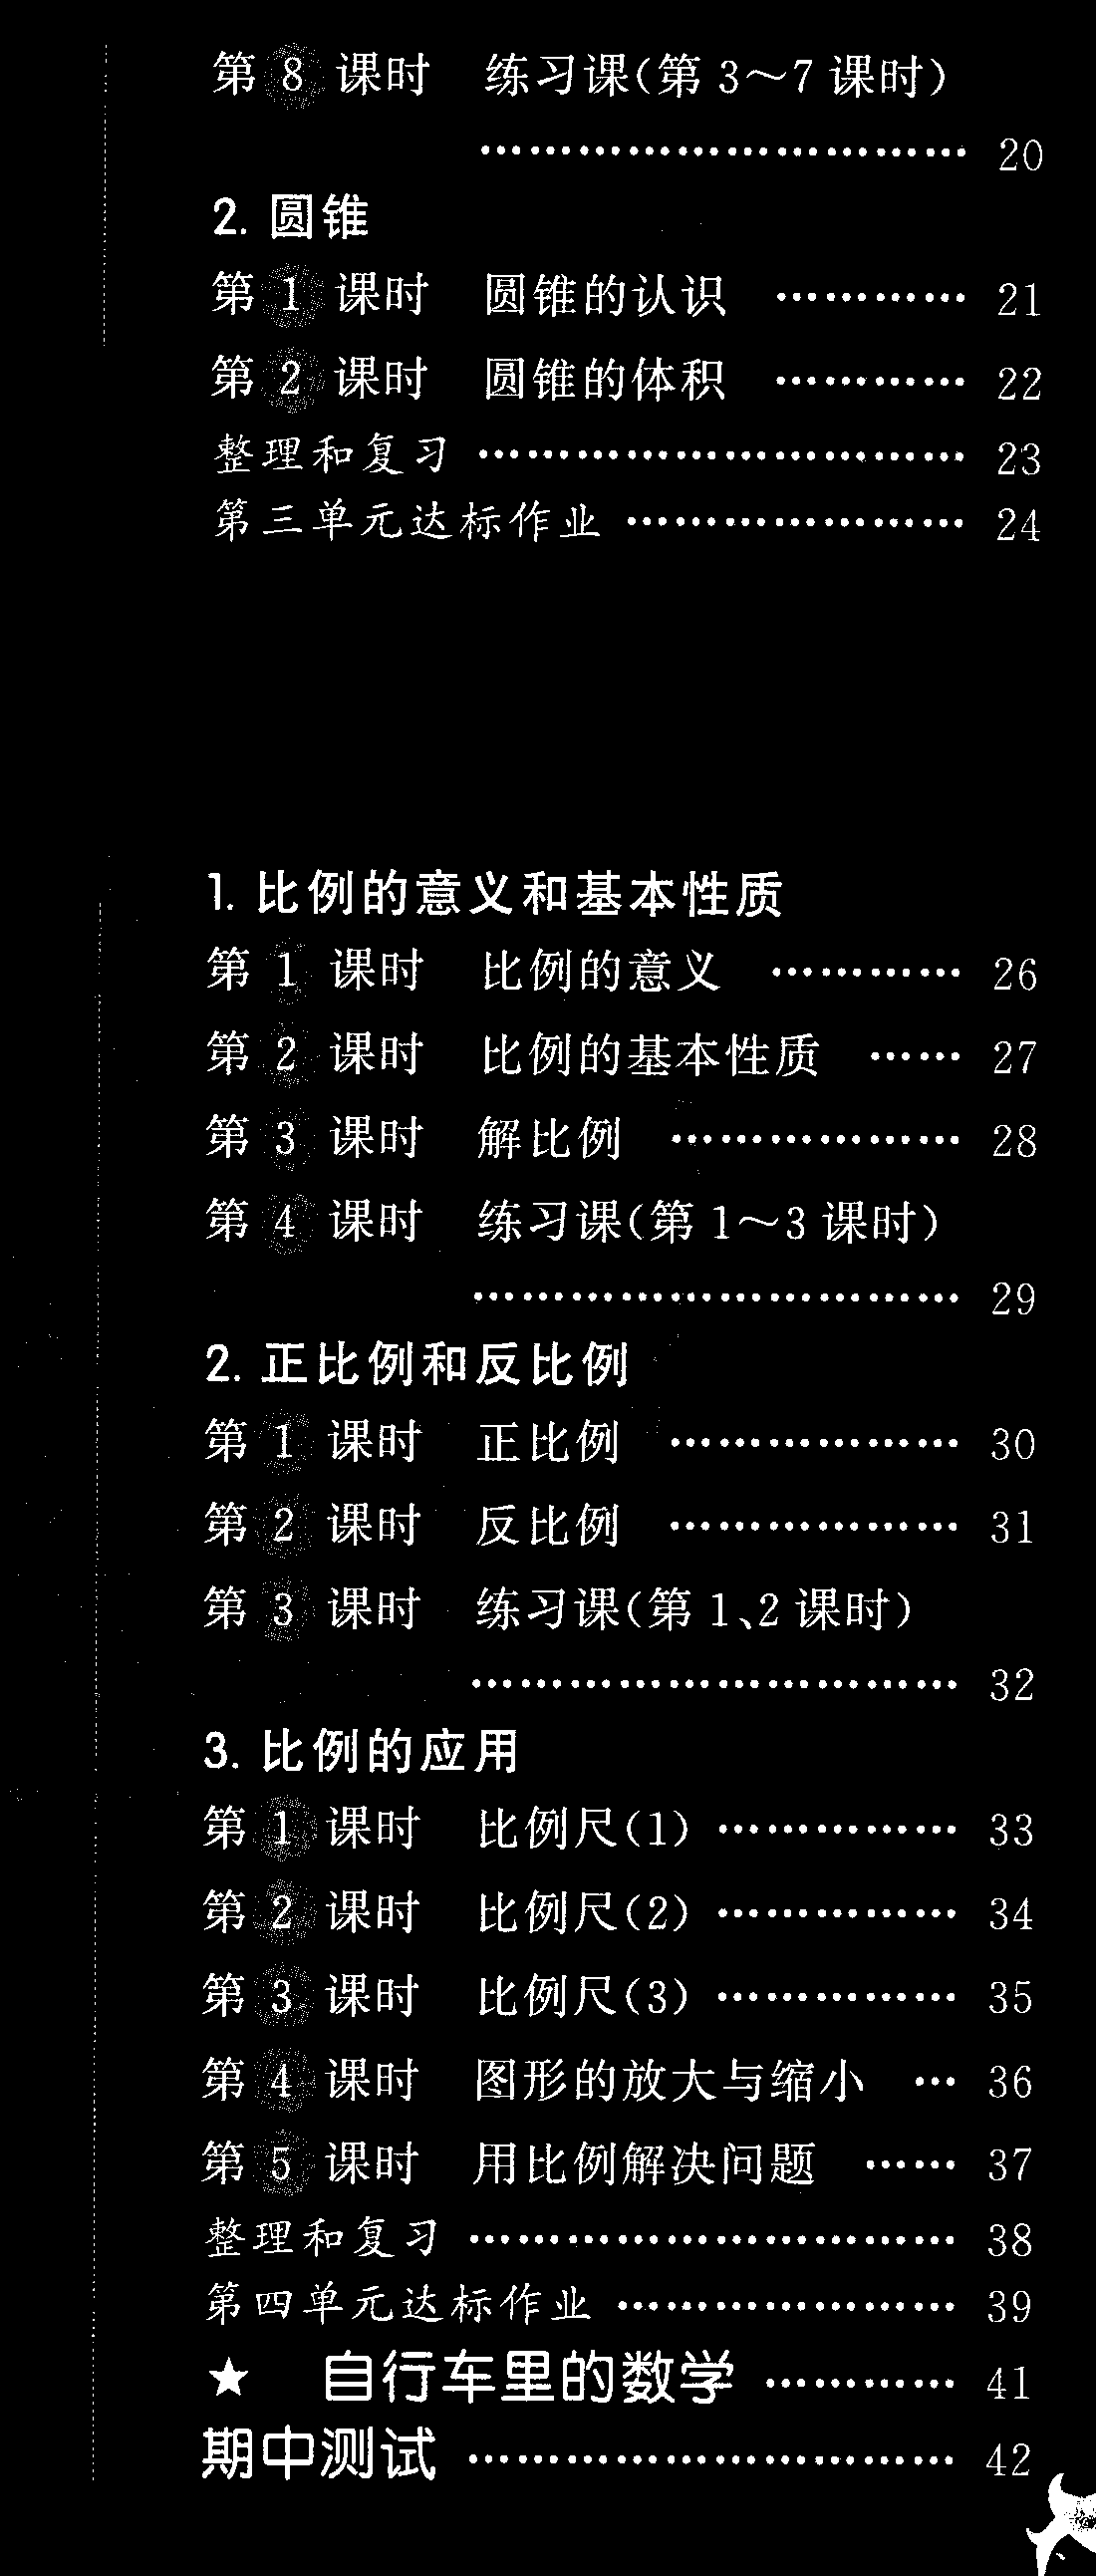 第 8 课时 练习课(第 3～7 课时)
…………………………… 20
2. 圆锥
第 1 课时 圆锥的认识 ………… 21
第 2 课时 圆锥的体积 ………… 22
整理和复习 …………………………… 23
第三单元达标作业 ………………… 24
1. 比例的意义和基本性质
第 1 课时 比例的意义 ………… 26
第 2 课时 比例的基本性质 …… 27
第 3 课时 解比例 ……………… 28
第 4 课时 练习课(第 1～3 课时)
…………………………… 29
2. 正比例和反比例
第 1 课时 正比例 ……………… 30
第 2 课时 反比例 ……………… 31
第 3 课时 练习课(第 1、2 课时)
…………………………… 32
3. 比例的应用
第 1 课时 比例尺(1) …………… 33
第 2 课时 比例尺(2) …………… 34
第 3 课时 比例尺(3) …………… 35
第 4 课时 图形的放大与缩小 … 36
第 5 课时 用比例解决问题 …… 37
整理和复习 …………………………… 38
第四单元达标作业 ………………… 39
★ 自行车里的数学 ………… 41
期中测试 …………………………… 42